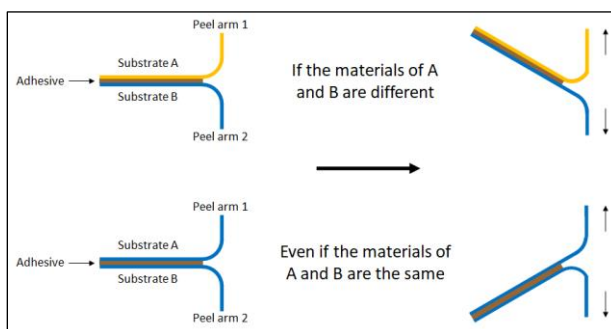 Peel arm 1
Substrate A
Adhesive
Substrate B
Peel arm 2
If the materials of A
and B are different
Peel arm 1
Substrate A
Adhesive
Substrate B
Peel arm 2
Even if the materials of
A and B are the same